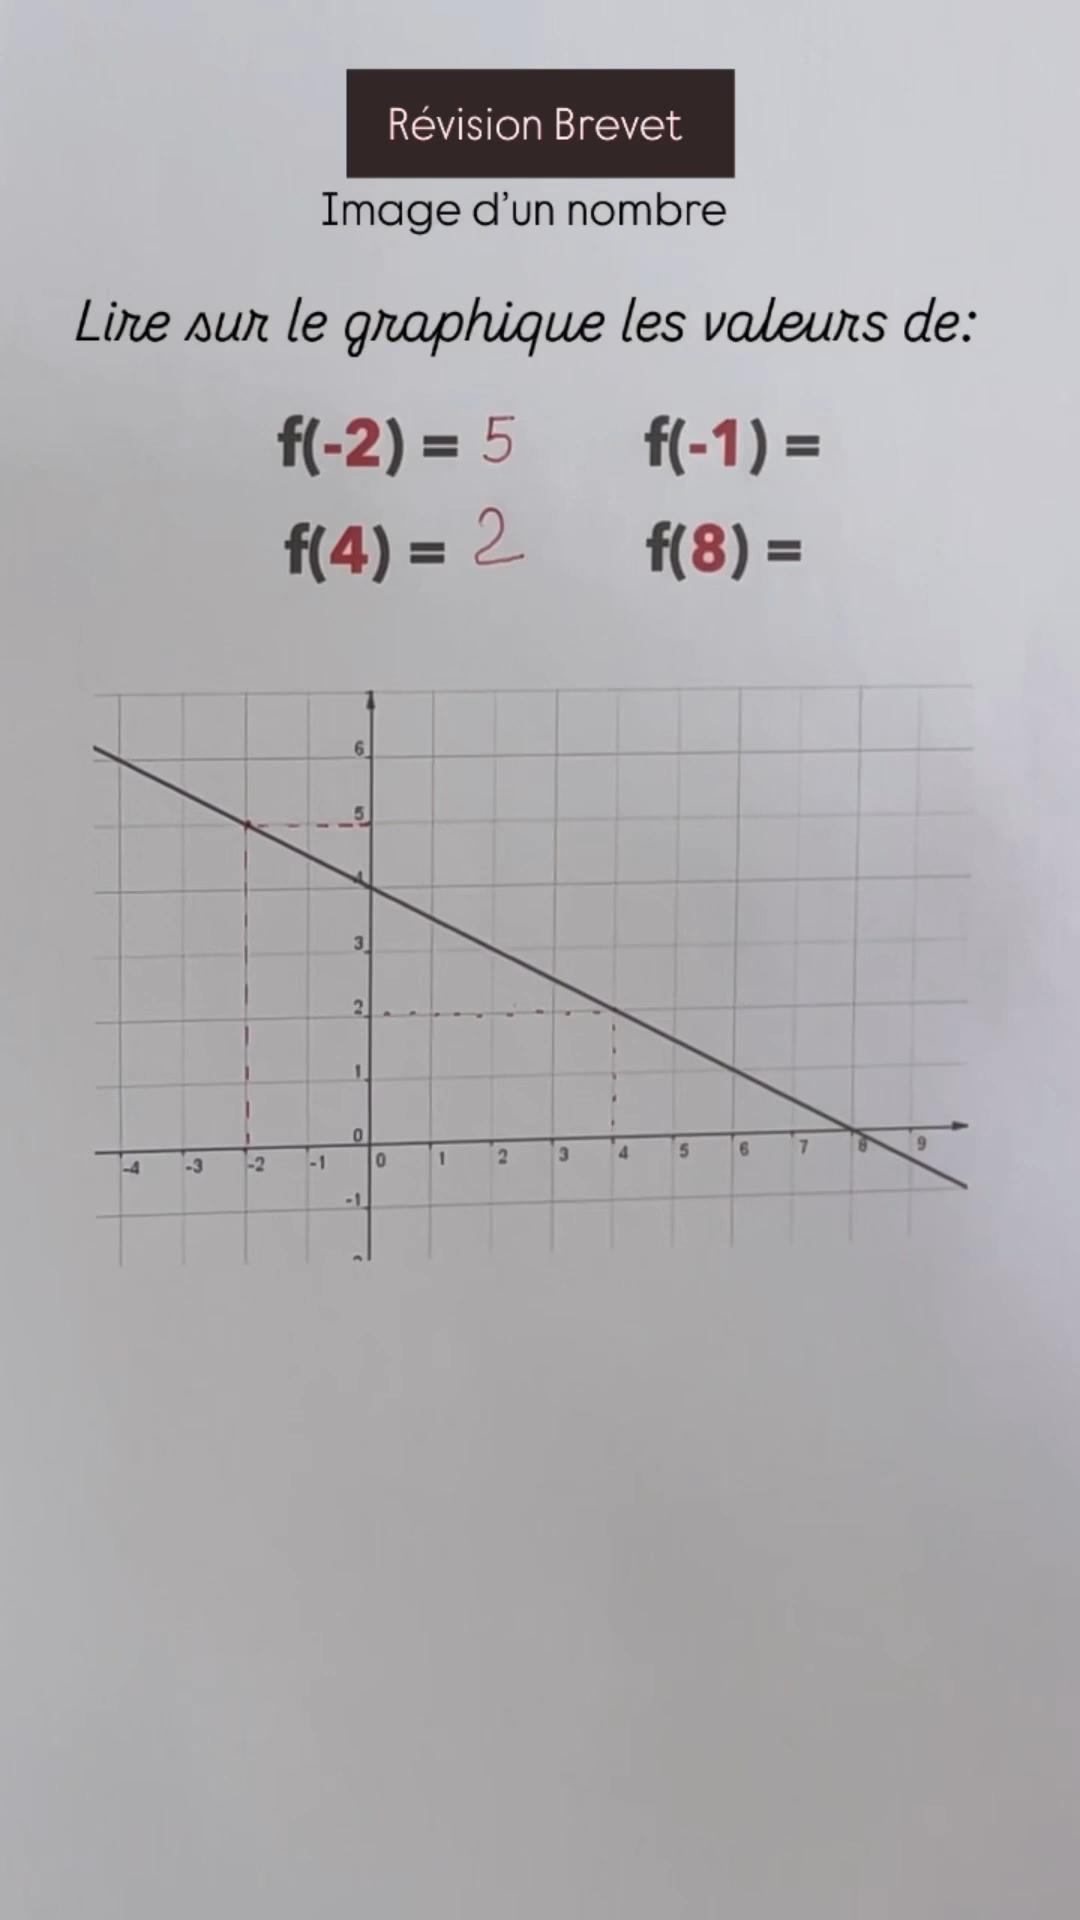 Révision Brevet
Image d'un nombre
Lire sur le graphique les valeurs de:
f(-2) = 5 f(-1) =
f(4) = 2 f(8) =
6
5
4
3
2
1
0
-4 -3 -2 -1 0 1 2 3 4 5 6 7 8 9
-1